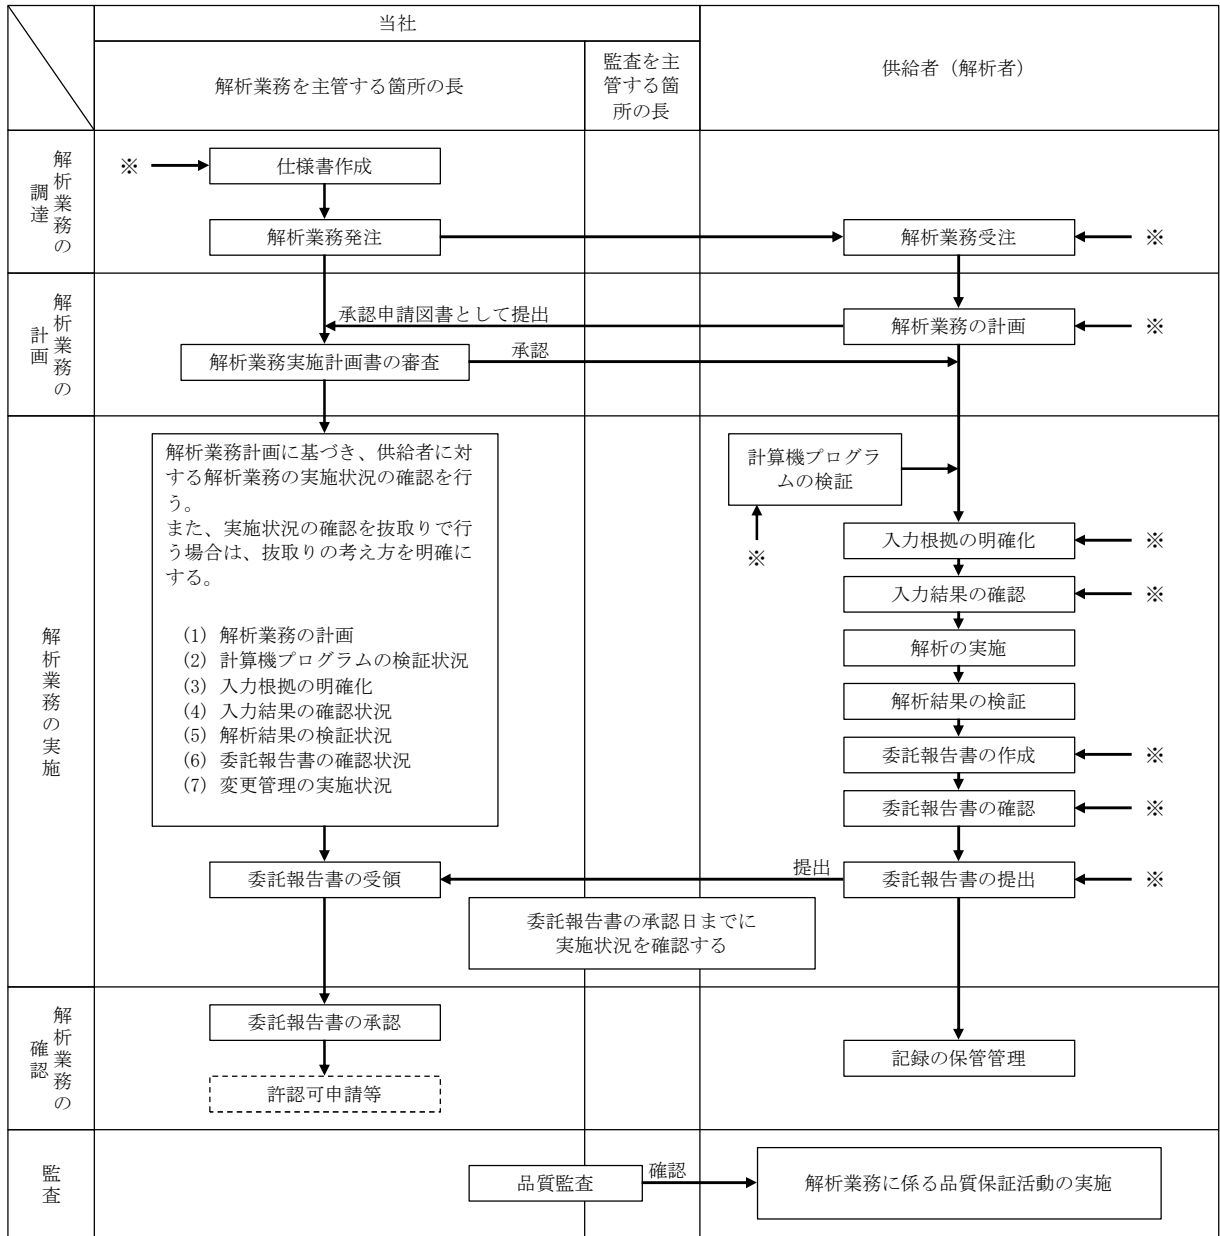 当社
解析業務を主管する箇所の長
監査を主
管する箇
所の長
供給者（解析者）
解析業務の
調達
※
仕様書作成
解析業務発注
解析業務受注
※
解析業務の
計画
承認申請図書として提出
解析業務の計画
※
解析業務実施計画書の審査
承認
解析業務の実施
解析業務計画に基づき、供給者に対
する解析業務の実施状況の確認を行
う。
また、実施状況の確認を抜取りで行
う場合は、抜取りの考え方を明確に
する。
(1) 解析業務の計画
(2) 計算機プログラムの検証状況
(3) 入力根拠の明確化
(4) 入力結果の確認状況
(5) 解析結果の検証状況
(6) 委託報告書の確認状況
(7) 変更管理の実施状況
計算機プログラ
ムの検証
※
入力根拠の明確化
※
入力結果の確認
※
解析の実施
解析結果の検証
委託報告書の作成
※
委託報告書の確認
※
委託報告書の受領
提出
委託報告書の提出
※
委託報告書の承認日までに
実施状況を確認する
解析業務の
確認
委託報告書の承認
記録の保管管理
許認可申請等
監査
品質監査
確認
解析業務に係る品質保証活動の実施